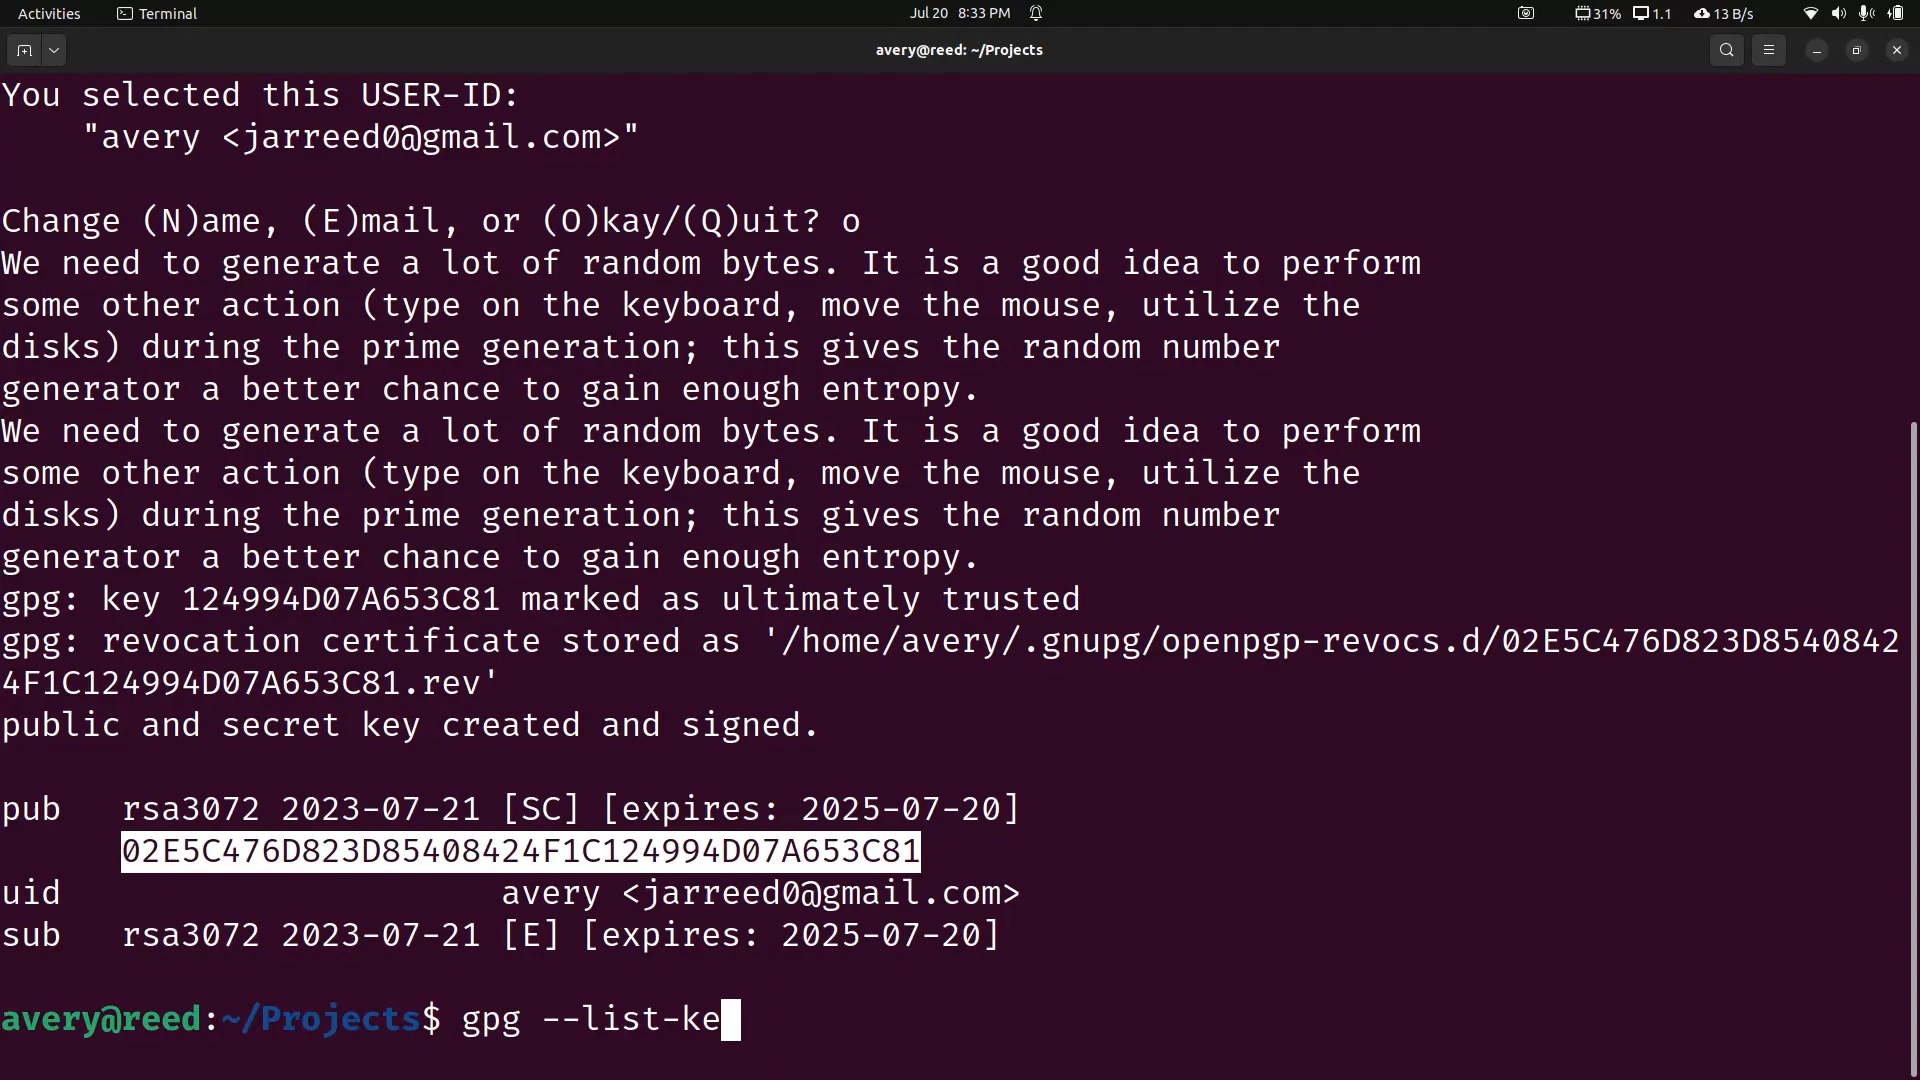 Activities Terminal Jul 20 8:33 PM 31% 1.1 13 B/s
avery@reed: ~/Projects
You selected this USER-ID:
"avery <jarreed0@gmail.com>"
Change (N)ame, (E)mail, or (O)kay/(Q)uit? o
We need to generate a lot of random bytes. It is a good idea to perform
some other action (type on the keyboard, move the mouse, utilize the
disks) during the prime generation; this gives the random number
generator a better chance to gain enough entropy.
We need to generate a lot of random bytes. It is a good idea to perform
some other action (type on the keyboard, move the mouse, utilize the
disks) during the prime generation; this gives the random number
generator a better chance to gain enough entropy.
gpg: key 124994D07A653C81 marked as ultimately trusted
gpg: revocation certificate stored as '/home/avery/.gnupg/openpgp-revocs.d/02E5C476D823D8540842
4F1C124994D07A653C81.rev'
public and secret key created and signed.
pub rsa3072 2023-07-21 [SC] [expires: 2025-07-20]
02E5C476D823D85408424F1C124994D07A653C81
uid avery <jarreed0@gmail.com>
sub rsa3072 2023-07-21 [E] [expires: 2025-07-20]
avery@reed:~/Projects$ gpg --list-ke